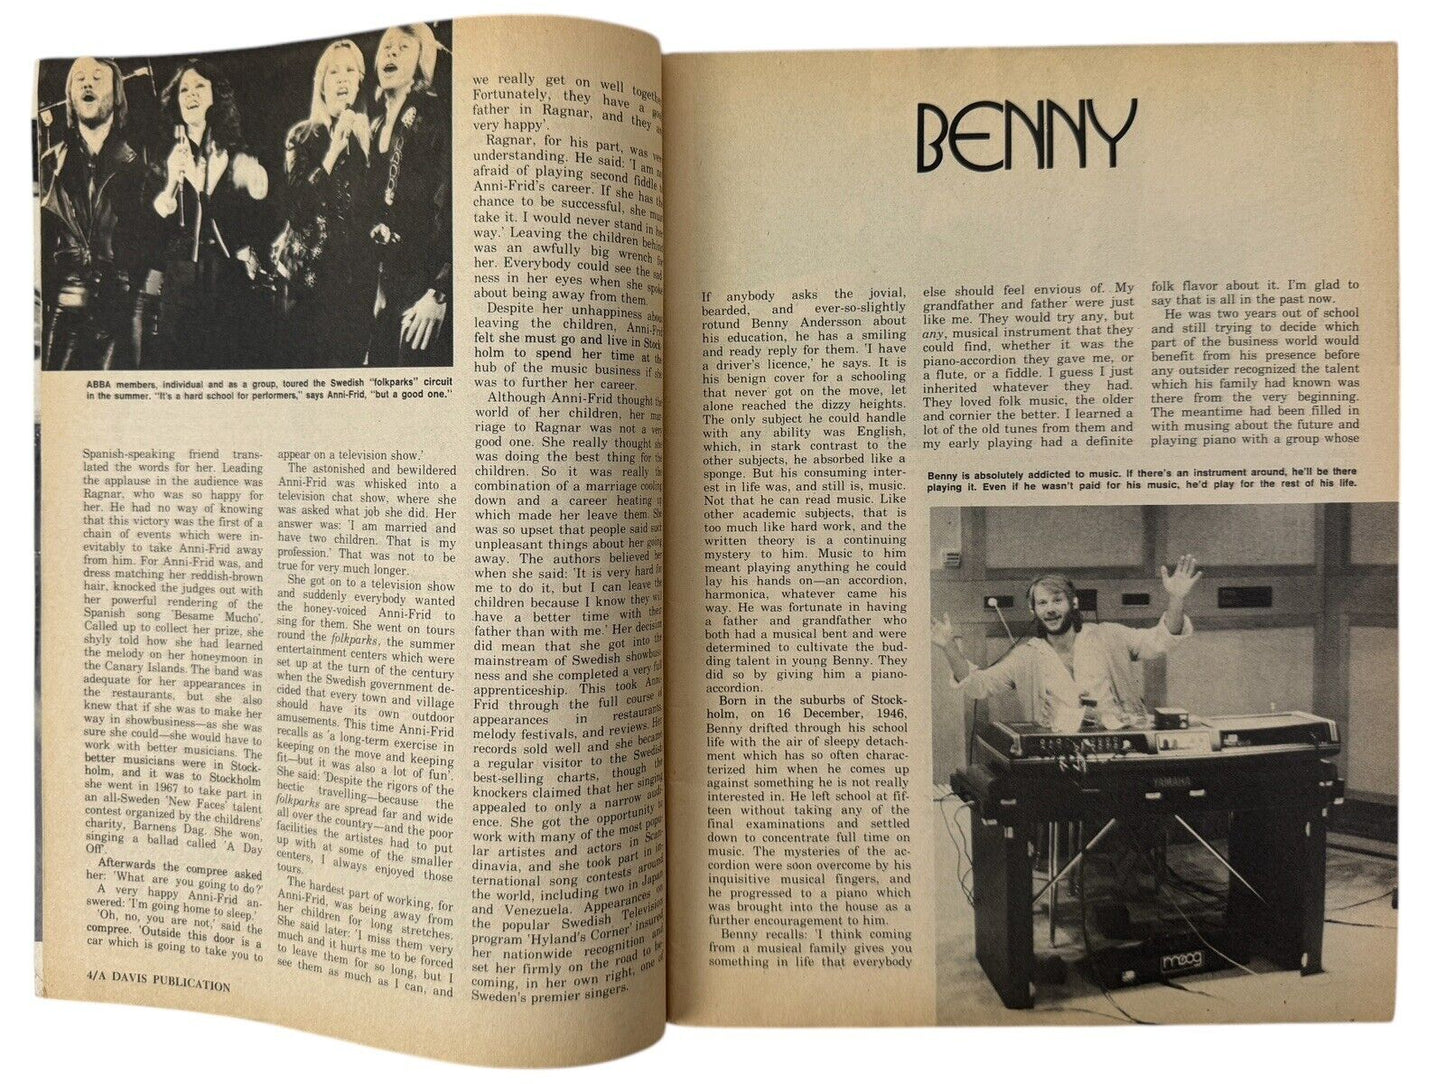 ABBA members, individual and as a group, toured the Swedish "folkparks" circuit
in the summer. "It's a hard school for performers," says Anni-Frid, "but a good one."
Spanish-speaking friend trans-
lated the words for her. Leading
the applause in the audience was
Ragnar, who was so happy for
her. He had no way of knowing
that this victory was the first of a
chain of events which were in-
evitably to take Anni-Frid away
from him. For Anni-Frid was, and
dress matching her reddish-brown
hair, knocked the judges out with
her powerful rendering of the
Spanish song 'Besame Mucho'.
Called up to collect her prize, she
shyly told how she had learned
the melody on her honeymoon in
the Canary Islands. The band was
adequate for her appearances in
the restaurants, but she also
knew that if she was to make her
way in showbusiness—as she was
sure she could—she would have to
work with better musicians. The
better musicians were in Stock-
holm, and it was to Stockholm
she went in 1967 to take part in
an all-Sweden 'New Faces' talent
contest organized by the childrens'
charity, Barnens Dag. She won,
singing a ballad called 'A Day
Off'.
Afterwards the compree asked
her: 'What are you going to do?'
A very happy Anni-Frid an-
swered: 'I'm going home to sleep.'
'Oh, no, you are not,' said the
compree. 'Outside this door is a
car which is going to take you to
4/A DAVIS PUBLICATION
appear on a television show.'
The astonished and bewildered
Anni-Frid was whisked into a
television chat show, where she
was asked what job she did. Her
answer was: 'I am married and
have two children. That is my
profession.' That was not to be
true for very much longer.
She got on to a television show
and suddenly everybody wanted
the honey-voiced Anni-Frid to
sing for them. She went on tours
round the folkparks, the summer
entertainment centers which were
set up at the turn of the century
when the Swedish government de-
cided that every town and village
should have its own outdoor
amusements. This time Anni-Frid
recalls as 'a long-term exercise in
keeping on the move and keeping
fit—but it was also a lot of fun'.
She said: 'Despite the rigors of the
hectic travelling—because the
folkparks are spread far and wide
all over the country—and the poor
facilities the artistes had to put
up with at some of the smaller
centers, I always enjoyed those
tours.
The hardest part of working, for
Anni-Frid, was being away from
her children for long stretches.
She said later: 'I miss them very
much and it hurts me to be forced
to leave them for so long, but I
see them as much as I can, and
we really get on well together.
Fortunately, they have a good
father in Ragnar, and they are
very happy'.
Ragnar, for his part, was very
understanding. He said: 'I am not
afraid of playing second fiddle to
Anni-Frid's career. If she has the
chance to be successful, she must
take it. I would never stand in her
way.' Leaving the children behind
was an awfully big wrench for
her. Everybody could see the sad
ness in her eyes when she spoke
about being away from them.
Despite her unhappiness about
leaving the children, Anni-Frid
felt she must go and live in Stock
holm to spend her time at the
hub of the music business if she
was to further her career.
Although Anni-Frid thought the
world of her children, her mar
riage to Ragnar was not a very
good one. She really thought she
was doing the best thing for the
children. So it was really the
combination of a marriage cooling
down and a career heating up
which made her leave them. She
was so upset that people said such
unpleasant things about her going
away. The authors believed her
when she said: 'It is very hard for
me to do it, but I can leave the
children because I know they will
have a better time with their
father than with me.' Her decision
did mean that she got into the
mainstream of Swedish showbusi
ness and she completed a very full
apprenticeship. This took Anni-
Frid through the full course of
appearances in restaurants,
melody festivals, and reviews. Her
records sold well and she became
a regular visitor to the Swedish
best-selling charts, though the
knockers claimed that her singing
appealed to only a narrow audi
ence. She got the opportunity to
work with many of the most popu
lar artistes and actors in Scan-
dinavia, and she took part in in-
ternational song contests around
the world, including two in Japan
and Venezuela. Appearances on
the popular Swedish Television
program 'Hyland's Corner' insured
her nationwide recognition and
set her firmly on the road to be-
coming, in her own right, one of
Sweden's premier singers.
BENNY
If anybody asks the jovial,
bearded, and ever-so-slightly
rotund Benny Andersson about
his education, he has a smiling
and ready reply for them. 'I have
a driver's licence,' he says. It is
his benign cover for a schooling
that never got on the move, let
alone reached the dizzy heights.
The only subject he could handle
with any ability was English,
which, in stark contrast to the
other subjects, he absorbed like a
sponge. But his consuming inter-
est in life was, and still is, music.
Not that he can read music. Like
other academic subjects, that is
too much like hard work, and the
written theory is a continuing
mystery to him. Music to him
meant playing anything he could
lay his hands on—an accordion,
harmonica, whatever came his
way. He was fortunate in having
a father and grandfather who
both had a musical bent and were
determined to cultivate the bud-
ding talent in young Benny. They
did so by giving him a piano-
accordion.
Born in the suburbs of Stock-
holm, on 16 December, 1946,
Benny drifted through his school
life with the air of sleepy detach-
ment which has so often charac-
terized him when he comes up
against something he is not really
interested in. He left school at fif-
teen without taking any of the
final examinations and settled
down to concentrate full time on
music. The mysteries of the ac-
cordion were soon overcome by his
inquisitive musical fingers, and
he progressed to a piano which
was brought into the house as a
further encouragement to him.
Benny recalls: 'I think coming
from a musical family gives you
something in life that everybody
else should feel envious of. My
grandfather and father were just
like me. They would try any, but
any, musical instrument that they
could find, whether it was the
piano-accordion they gave me, or
a flute, or a fiddle. I guess I just
inherited whatever they had.
They loved folk music, the older
and cornier the better. I learned a
lot of the old tunes from them and
my early playing had a definite
folk flavor about it. I'm glad to
say that is all in the past now.
He was two years out of school
and still trying to decide which
part of the business world would
benefit from his presence before
any outsider recognized the talent
which his family had known was
there from the very beginning.
The meantime had been filled in
with musing about the future and
playing piano with a group whose
Benny is absolutely addicted to music. If there's an instrument around, he'll be there
playing it. Even if he wasn't paid for his music, he'd play for the rest of his life.
YAMAHA
moog